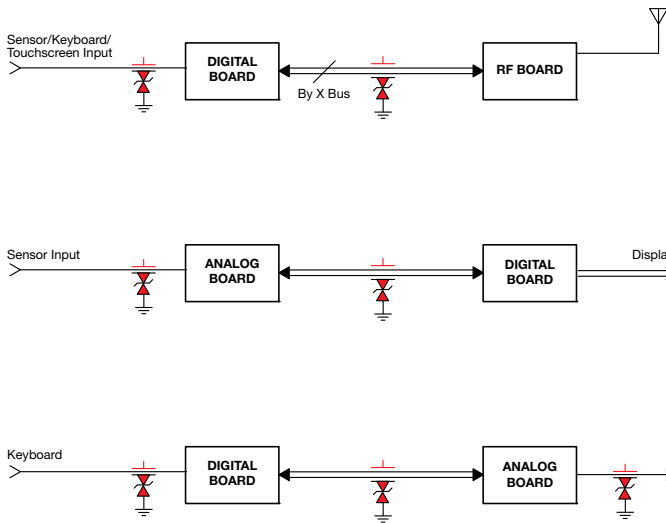 Sensor/Keyboard/
Touchscreen Input
DIGITAL
BOARD
By X Bus
RF BOARD
Sensor Input
ANALOG
BOARD
DIGITAL
BOARD
Displa
Keyboard
DIGITAL
BOARD
ANALOG
BOARD